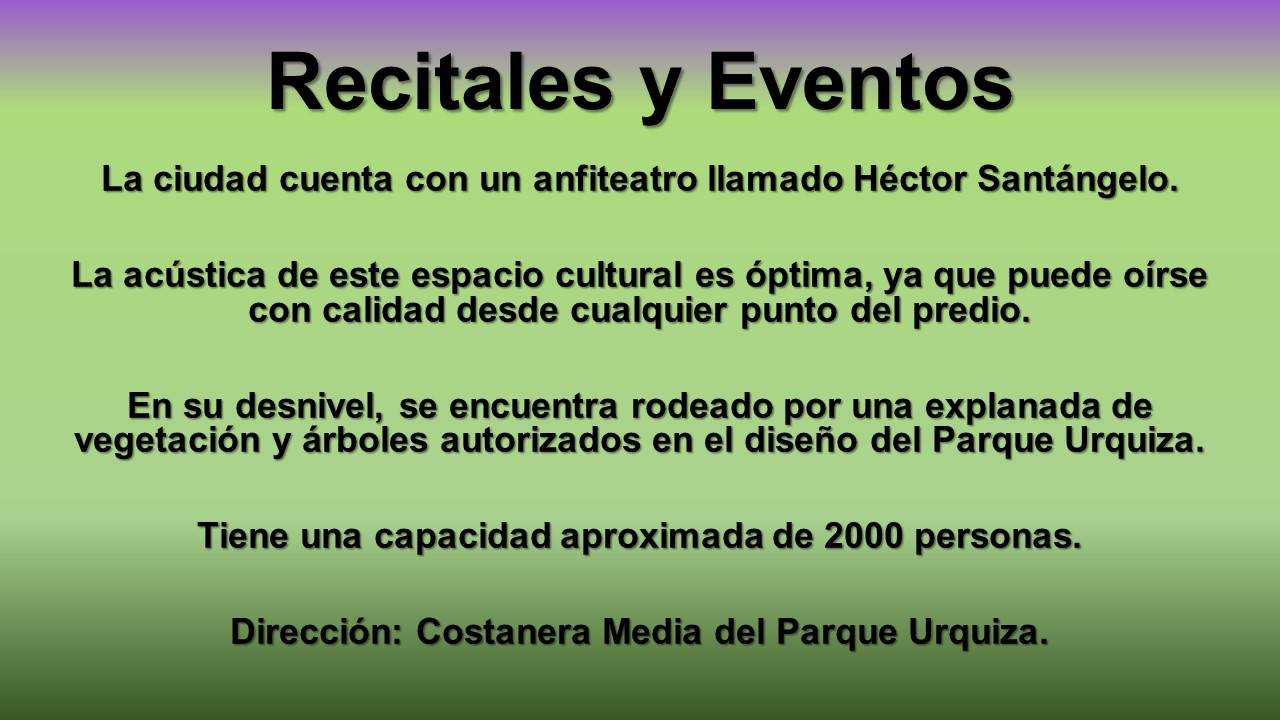 Recitales y Eventos
La ciudad cuenta con un anfiteatro llamado Héctor Santángelo.
La acústica de este espacio cultural es óptima, ya que puede oírse
con calidad desde cualquier punto del predio.
En su desnivel, se encuentra rodeado por una explanada de
vegetación y árboles autorizados en el diseño del Parque Urquiza.
Tiene una capacidad aproximada de 2000 personas.
Dirección: Costanera Media del Parque Urquiza.